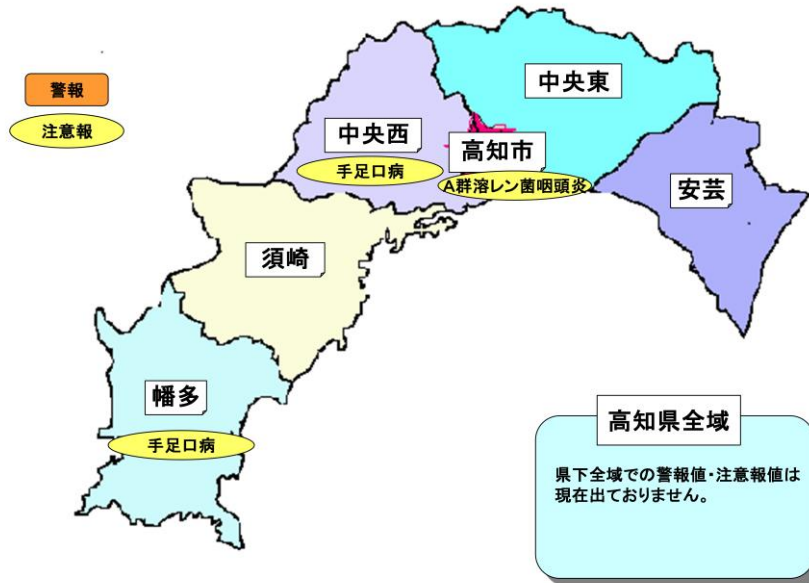 警報
注意報
中央東
中央西
手足口病
高知市
A群溶レン菌咽頭炎
安芸
須崎
幡多
手足口病
高知県全域
県下全域での警報値・注意報値は
現在出ておりません。